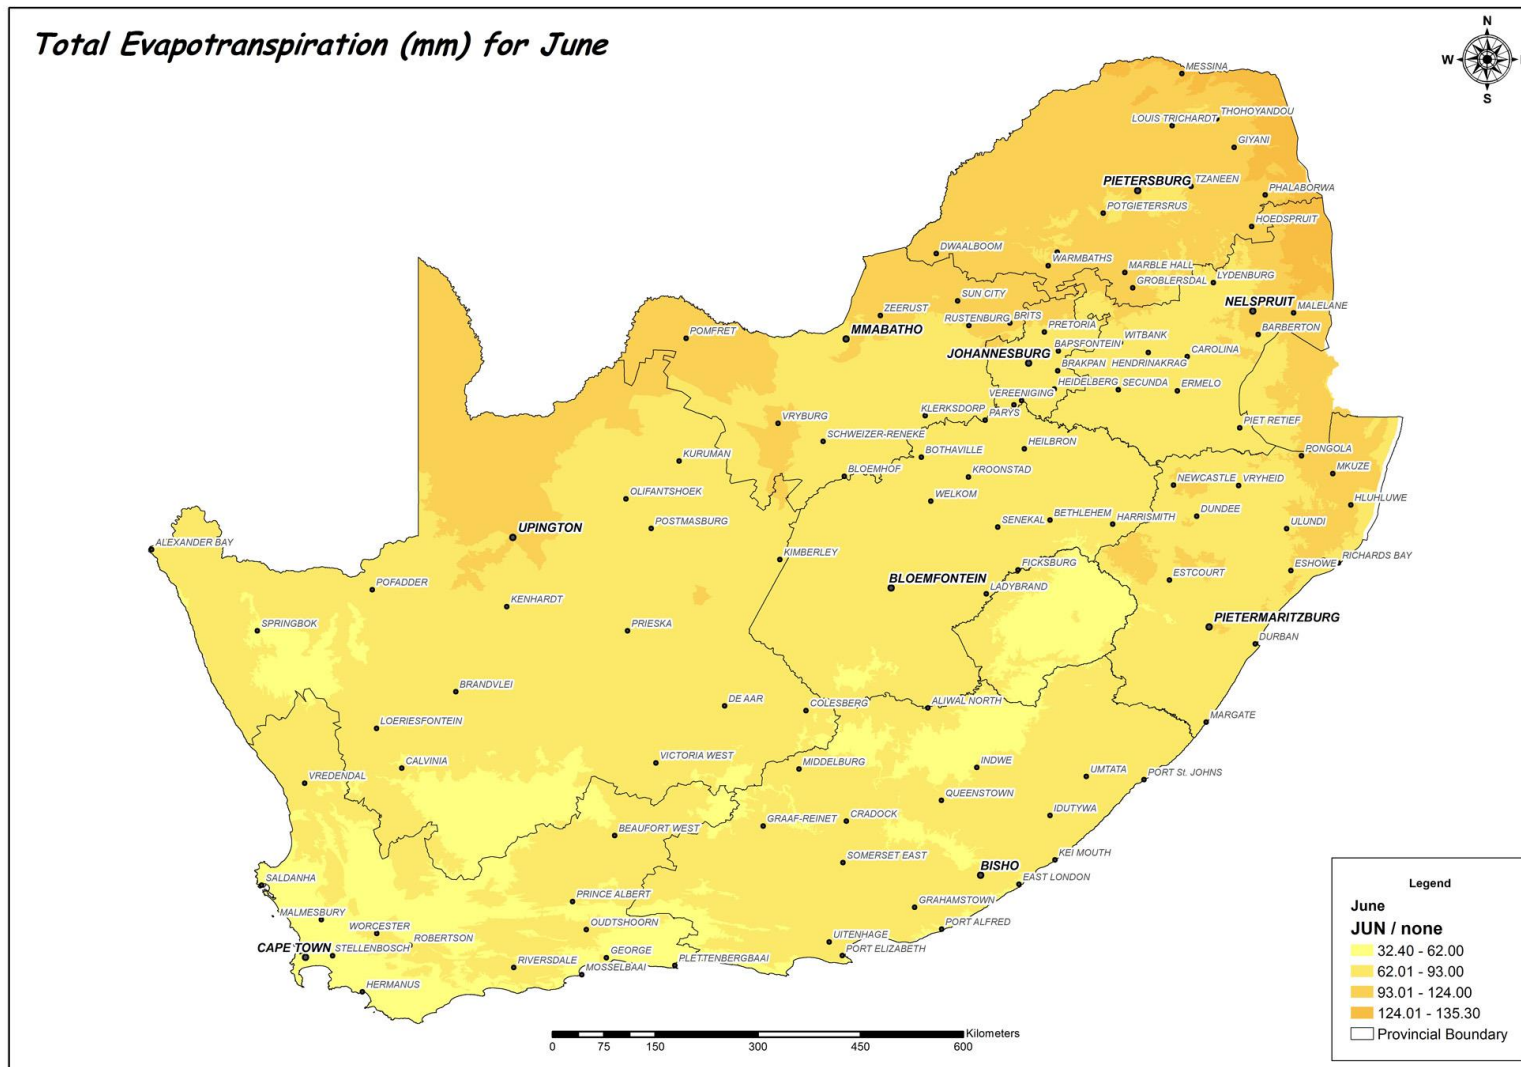 Total Evapotranspiration (mm) for June
N
W
S
MESSINA
THOHOYANDOU
LOUIS TRICHARDT
GIYANI
PIETERSBURG
TZANEEN
PHALABORWA
POTGIETERSRUS
HOEDSPRUIT
DWAALBOOM
WARMBATHS
MARBLE HALL
GROBLERSDAL
LYDENBURG
SUN CITY
ZEERUST
NELSPRUIT
MALELANE
RUSTENBURG
BRITS
POMFRET
MMABATHO
PRETORIA
WITBANK
BARBERTON
JOHANNESBURG
BAPSFONTEIN
HENDRINAKRAG
CAROLINA
BRAKPAN
HEIDELBERG
SECUNDA
ERMELO
VEREENIGING
KLERKSDORP
PARYS
VRYBURG
PIET RETIEF
SCHWEIZER-RENEKE
HEILBRON
KURUMAN
BOTHAVILLE
PONGOLA
BLOEMHOF
KROONSTAD
MKUZE
OLIFANTSHOEK
WELKOM
NEWCASTLE
VRYHEID
HLUHLUWE
UPINGTON
POSTMASBURG
SENEKAL
BETHLEHEM
HARRISMITH
DUNDEE
ULUNDI
ALEXANDER BAY
KIMBERLEY
RICHARDS BAY
POFADDER
BLOEMFONTEIN
FICKSBURG
ESTCOURT
ESHOWE
KENHARDT
LADYBRAND
SPRINGBOK
PRIESKA
PIETERMARITZBURG
DURBAN
BRANDVLEI
DE AAR
COLESBERG
ALIWAL NORTH
LOERIESFONTEIN
MARGATE
CALVINIA
VICTORIA WEST
MIDDELBURG
INDWE
VREDENDAL
UMTATA
PORT St. JOHNS
QUEENSTOWN
IDUTYWA
BEAUFORT WEST
GRAAF-REINET
CRADOCK
SOMERSET EAST
BISHO
KEI MOUTH
SALDANHA
EAST LONDON
PRINCE ALBERT
GRAHAMSTOWN
MALMESBURY
WORCESTER
OUDTSHOORN
PORT ALFRED
ROBERTSON
UITENHAGE
CAPE TOWN
STELLENBOSCH
GEORGE
PORT ELIZABETH
RIVERSDALE
MOSSELBAAI
PLETTENBERGBAAI
HERMANUS
Kilometers
0 75 150 300 450 600
Legend
June
JUN / none
32.40 - 62.00
62.01 - 93.00
93.01 - 124.00
124.01 - 135.30
Provincial Boundary